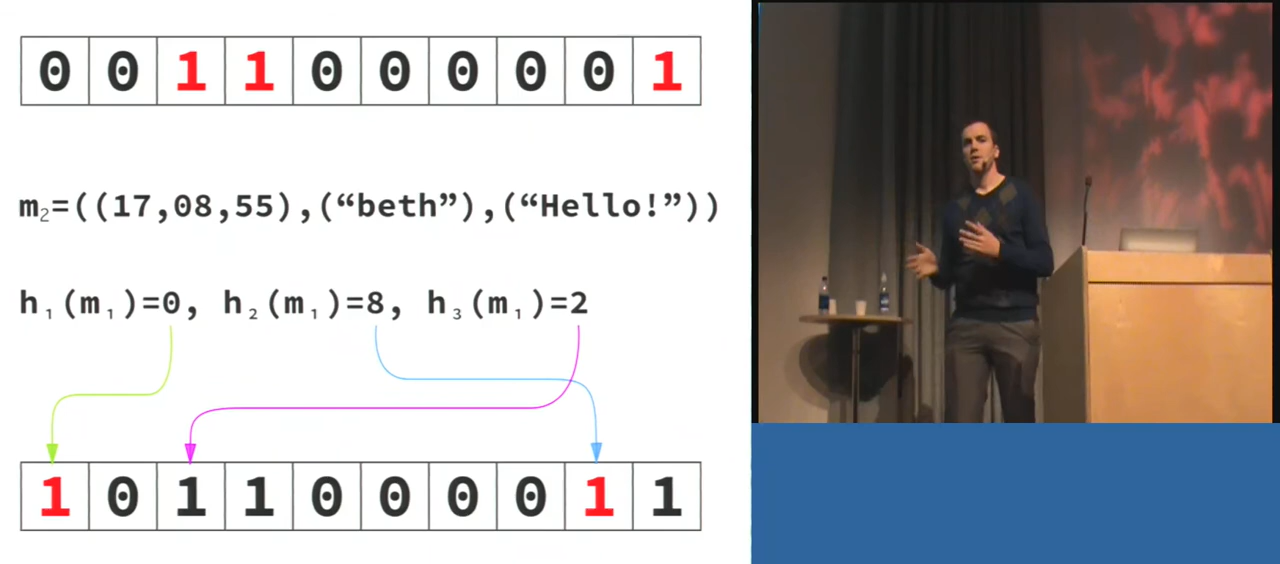 0 0 1 1 0 0 0 0 0 1
m₂=((17,08,55),(“beth”),(“Hello!”))
h₁(m₁)=0, h₂(m₁)=8, h₃(m₁)=2
1 0 1 1 0 0 0 0 1 1